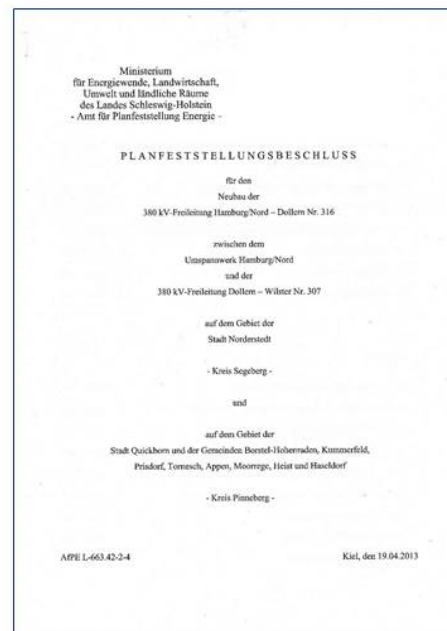 Ministerium
für Energiewende, Landwirtschaft,
Umwelt und ländliche Räume
des Landes Schleswig-Holstein
- Amt für Planfeststellung Energie -
PLANFESTSTELLUNGSBESCHLUSS
für den
Neubau der
380 kV-Freileitung Hamburg/Nord – Dollern Nr. 316
zwischen dem
Umspannwerk Hamburg/Nord
und der
380 kV-Freileitung Dollern – Wilster Nr. 307
auf dem Gebiet der
Stadt Norderstedt
- Kreis Segeberg -
und
auf dem Gebiet der
Stadt Quickborn und der Gemeinden Borstel-Hohenraden, Kummerfeld,
Prisdorf, Tornesch, Appen, Moorrege, Heist und Haseldorf
- Kreis Pinneberg -
AfPE L-663.42-2-4
Kiel, den 19.04.2013